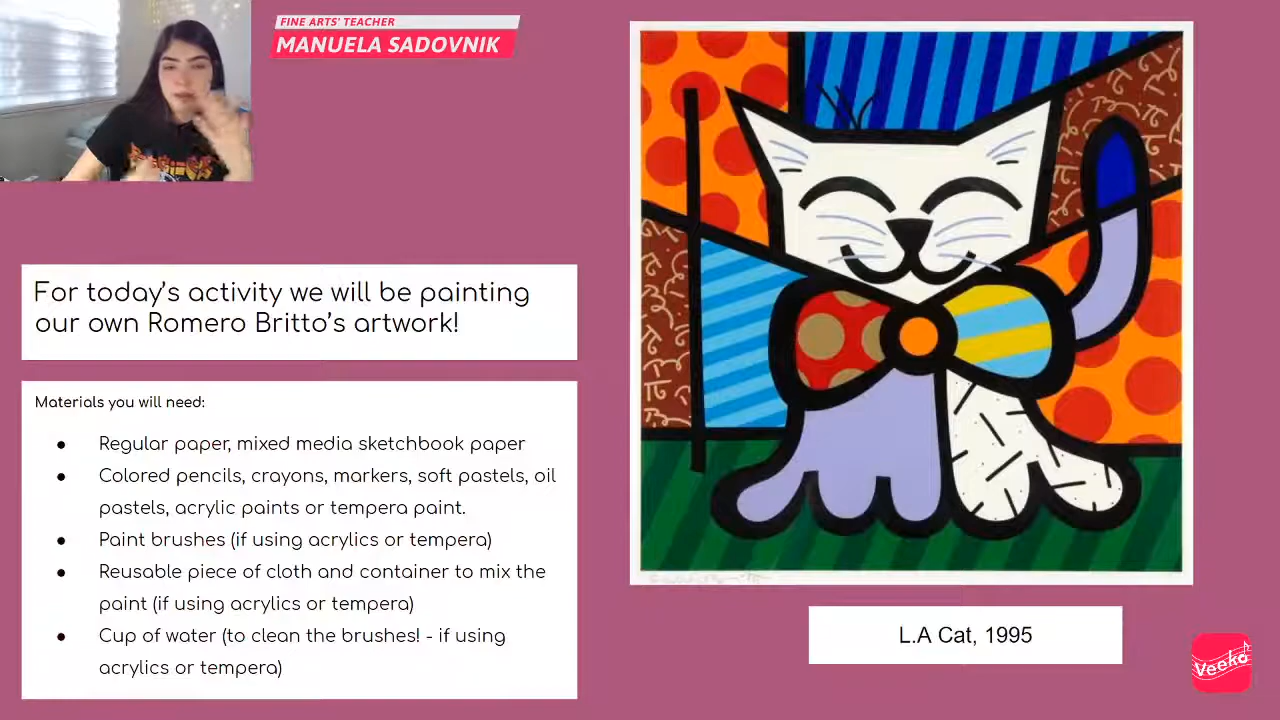 FINE ARTS' TEACHER
MANUELA SADOVNIK
For today's activity we will be painting
our own Romero Britto's artwork!
Materials you will need:
● Regular paper, mixed media sketchbook paper
● Colored pencils, crayons, markers, soft pastels, oil
pastels, acrylic paints or tempera paint.
● Paint brushes (if using acrylics or tempera)
● Reusable piece of cloth and container to mix the
paint (if using acrylics or tempera)
● Cup of water (to clean the brushes! - if using
acrylics or tempera)
L.A Cat, 1995
Veeko